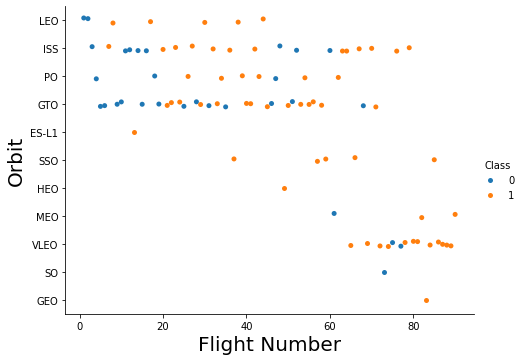 LEO
ISS
PO
GTO
ES-L1
SSO
HEO
MEO
VLEO
SO
GEO
Orbit
0 20 40 60 80
Flight Number
Class
0
1